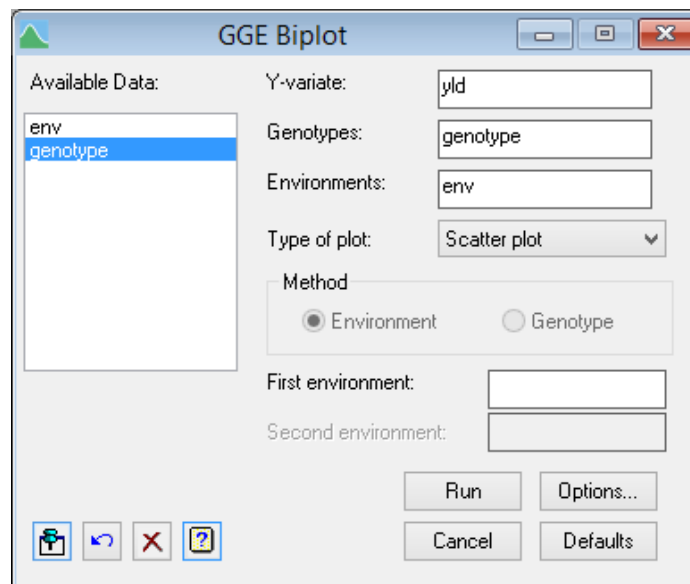 GGE Biplot
Available Data:
env
genotype
Y-variate:
yld
Genotypes:
genotype
Environments:
env
Type of plot:
Scatter plot
Method
Environment
Genotype
First environment:
Second environment:
Run
Options...
Cancel
Defaults
?